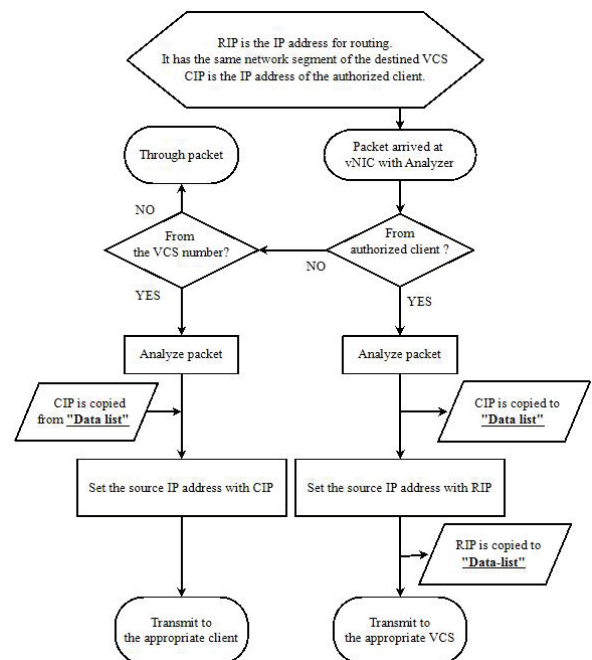 RIP is the IP address for routing.
It has the same network segment of the destined VCS
CIP is the IP address of the authorized client.
Through packet
Packet arrived at
vNIC with Analyzer
NO
From
the VCS number?
From
authorized client ?
NO
YES
YES
Analyze packet
Analyze packet
CIP is copied
from "Data list"
CIP is copied to
"Data list"
Set the source IP address with CIP
Set the source IP address with RIP
RIP is copied to
"Data-list"
Transmit to
the appropriate client
Transmit to
the appropriate VCS